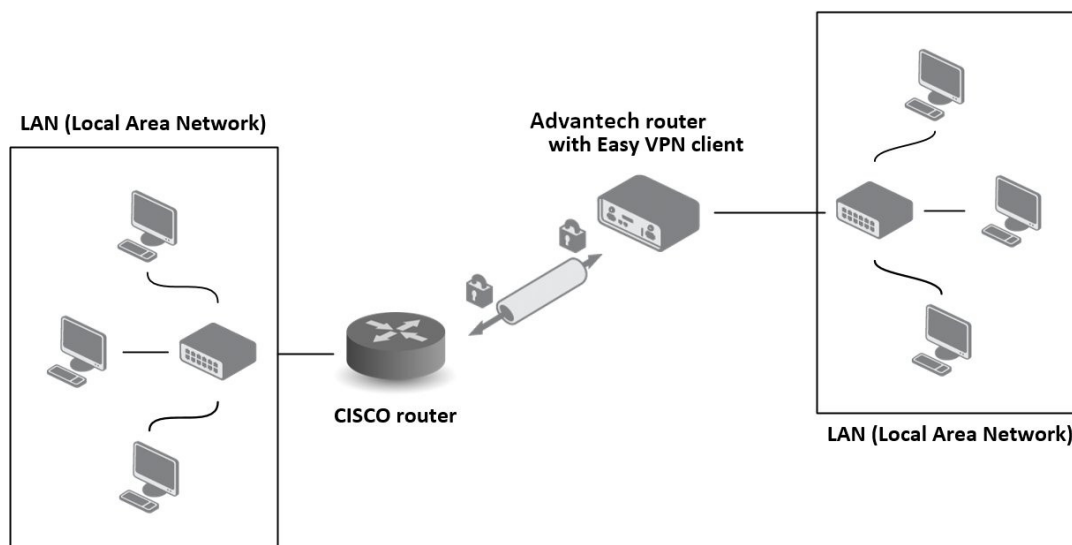 LAN (Local Area Network)
Advantech router
with Easy VPN client
CISCO router
LAN (Local Area Network)